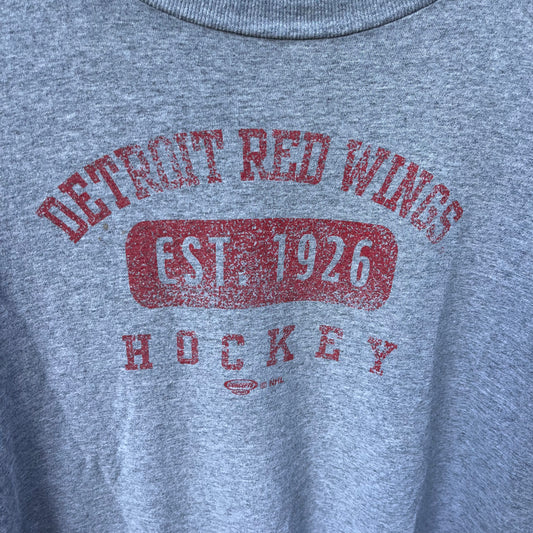 DETROIT RED WINGS
EST. 1926
HOCKEY
© NHL